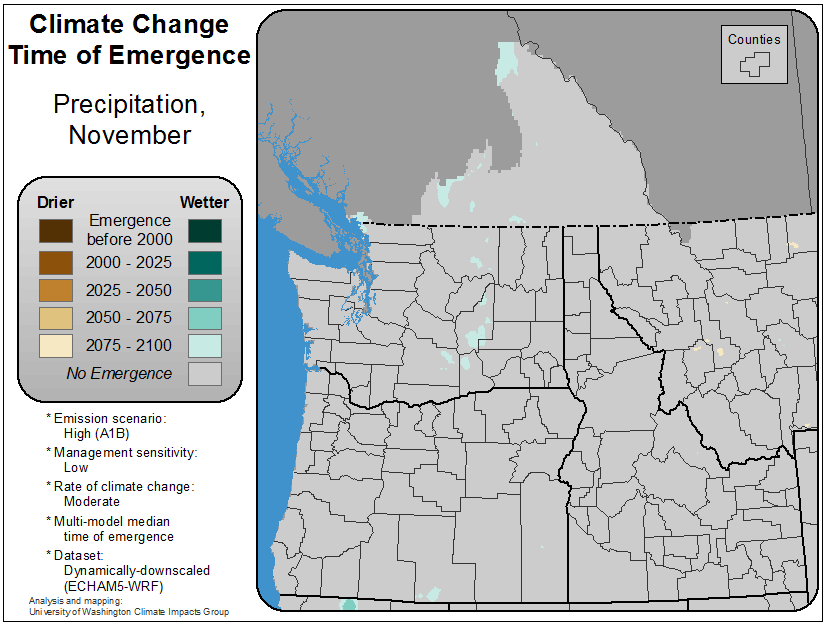 Climate Change
Time of Emergence
Precipitation,
November
Drier
Wetter
Emergence
before 2000
2000 - 2025
2025 - 2050
2050 - 2075
2075 - 2100
No Emergence
* Emission scenario:
High (A1B)
* Management sensitivity:
Low
* Rate of climate change:
Moderate
* Multi-model median
time of emergence
* Dataset:
Dynamically-downscaled
(ECHAM5-WRF)
Analysis and mapping:
University of Washington Climate Impacts Group
Counties